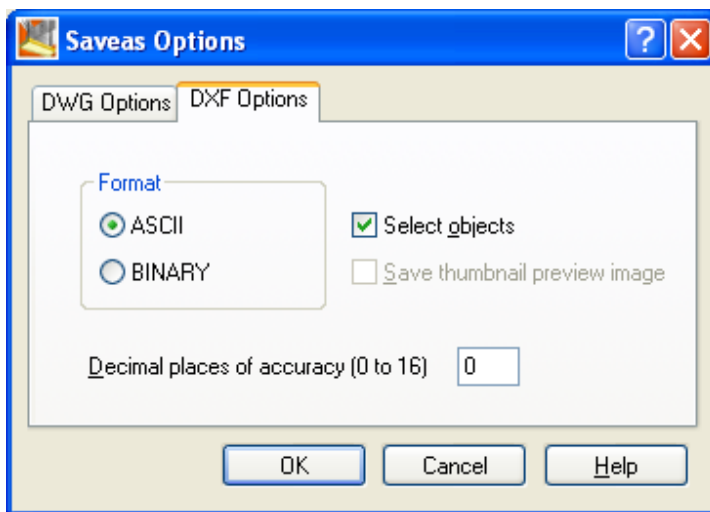 Saveas Options
DWG Options DXF Options
Format
ASCII
Select objects
BINARY
Save thumbnail preview image
Decimal places of accuracy (0 to 16) 0
OK Cancel Help